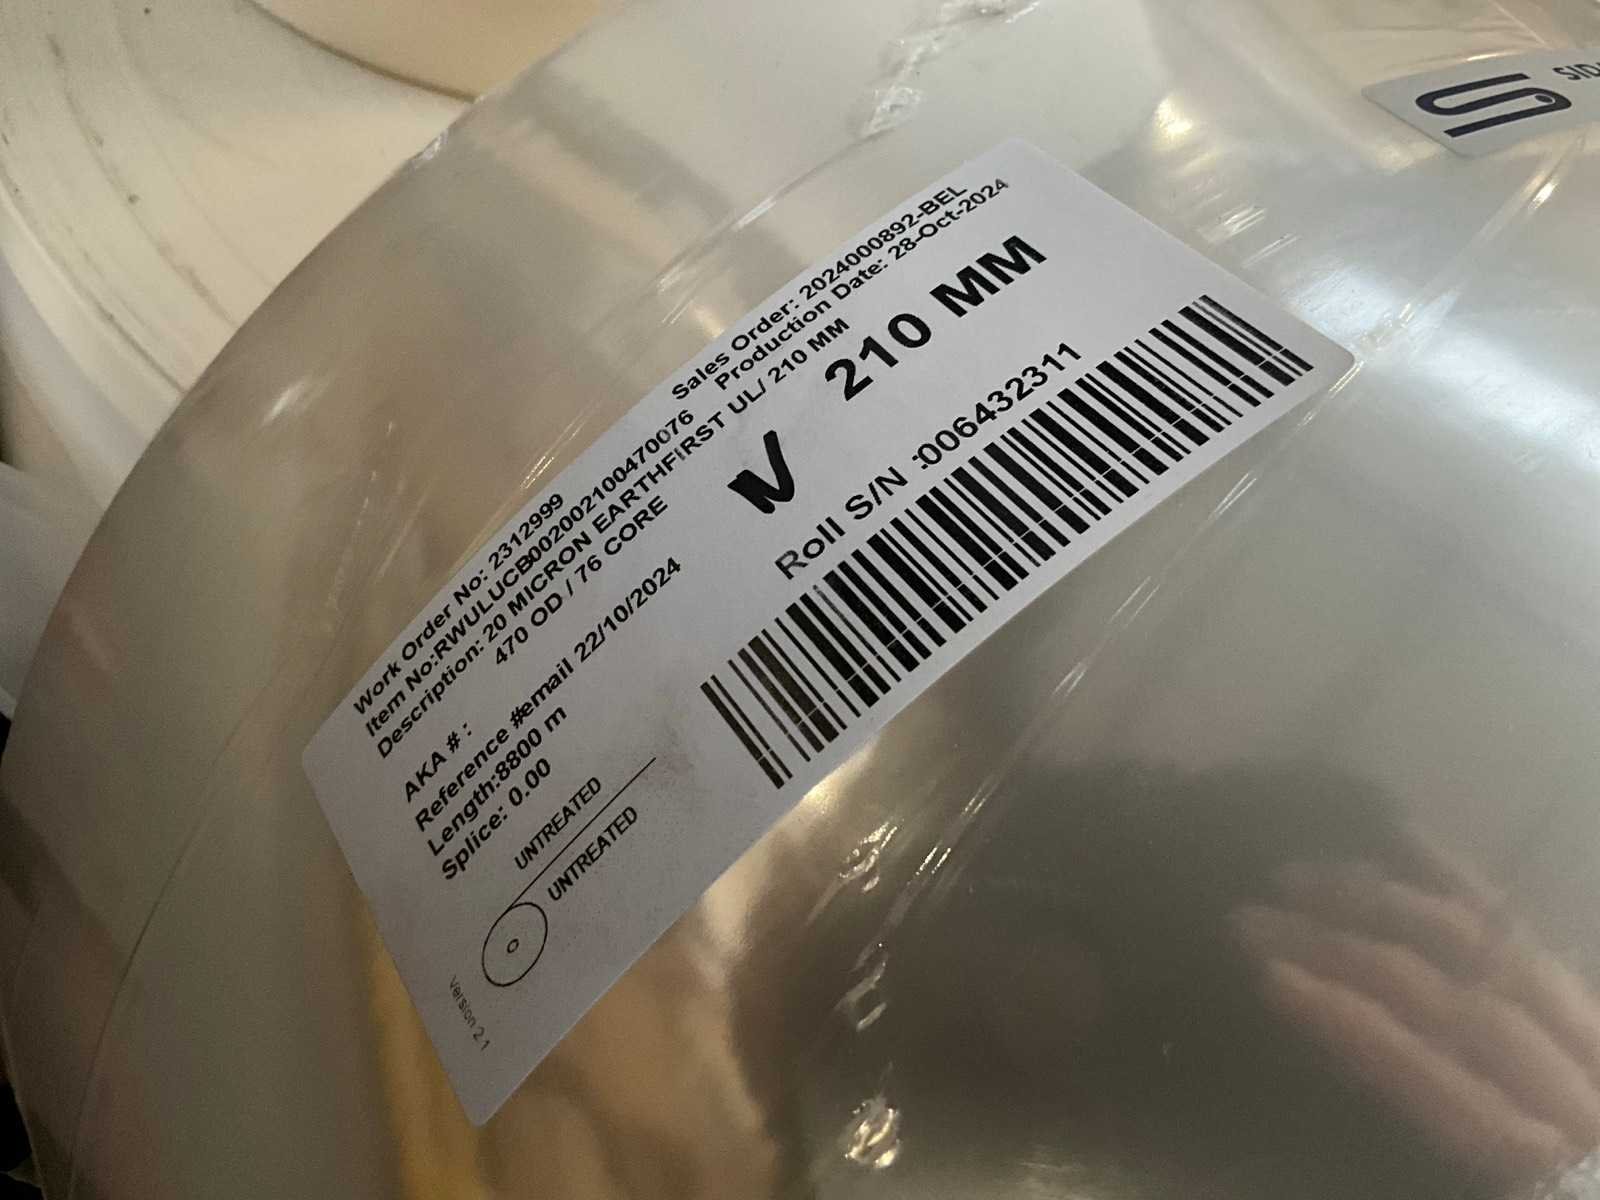 Sales Order: 2024000892-BEL
Production Date: 28-Oct-2024
Work Order No: 2312999
Item No:RWULUCB002002100470076
Description: 20 MICRON EARTHFIRST UL/ 210 MM
470 OD / 76 CORE
210 MM
AKA # :
Reference #email 22/10/2024
Length:8800 m
Splice: 0.00
Roll S/N :006432311
UNTREATED
UNTREATED
Version 2.1